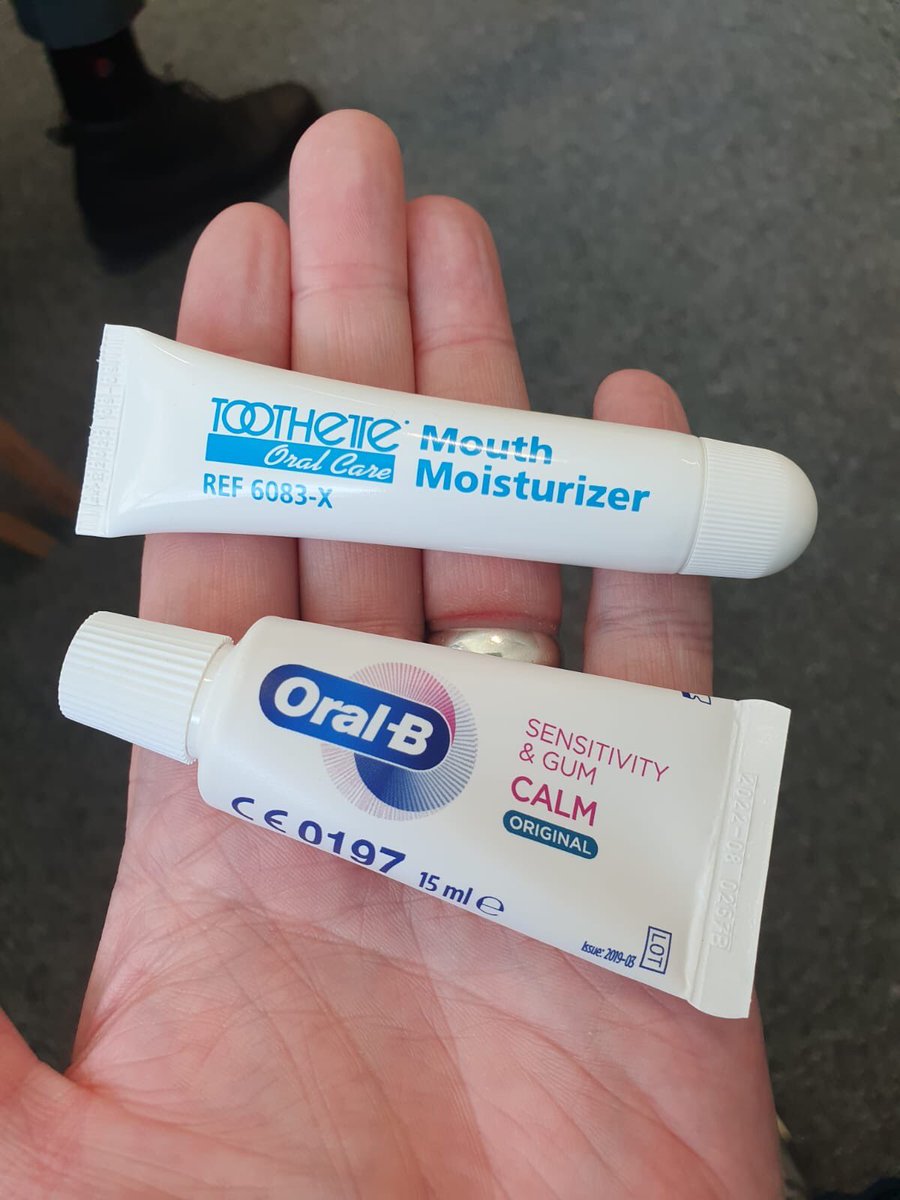 TOOTHETTE
Oral Care
REF 6083-X
Mouth
Moisturizer
Oral-B
SENSITIVITY
& GUM
CALM
ORIGINAL
CE 0197
15 ml e
Issue: 2019-03
LOT
2024-08